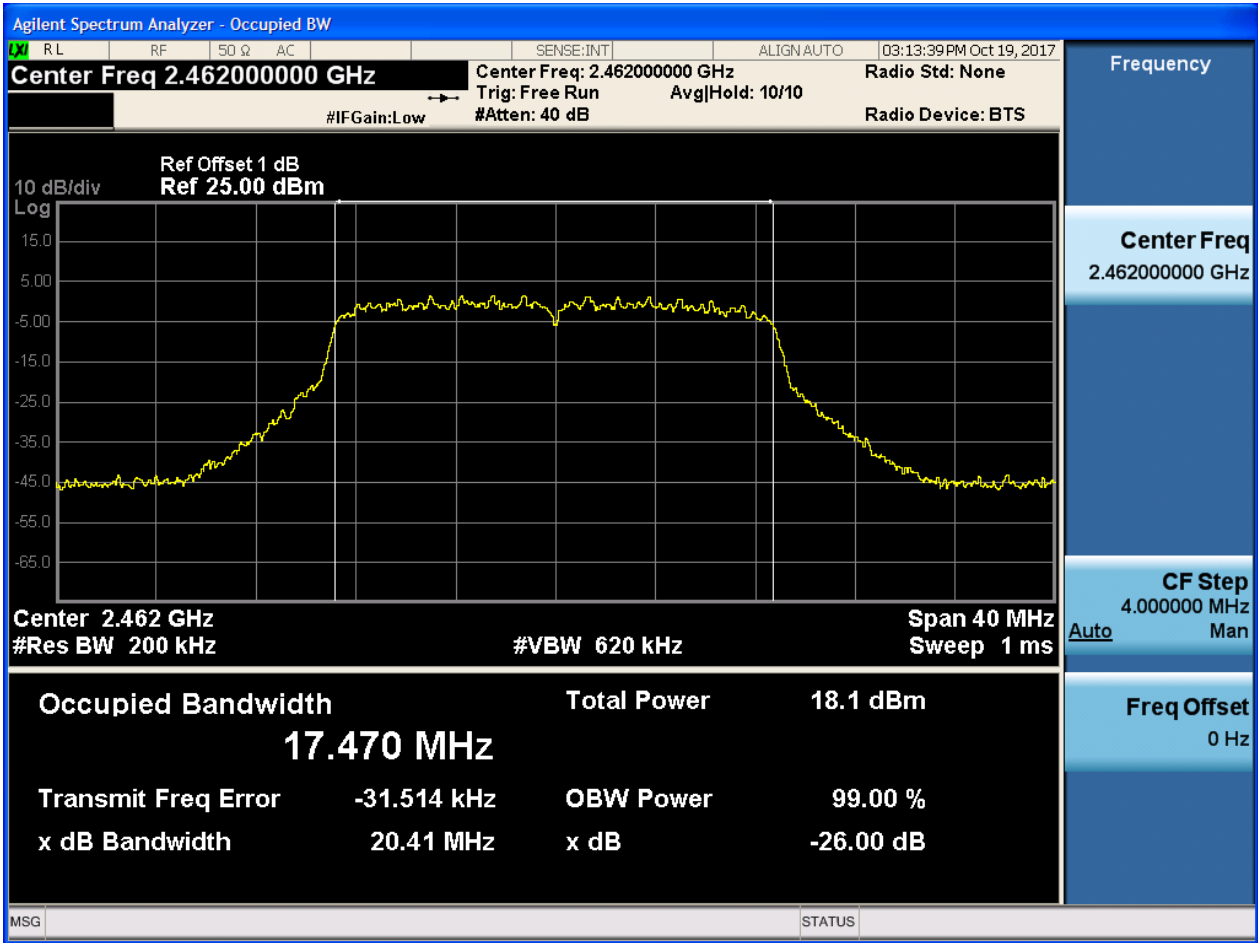 Agilent Spectrum Analyzer - Occupied BW
LXI RL RF 50 Ω AC SENSE:INT ALIGN AUTO 03:13:39 PM Oct 19, 2017
Center Freq 2.462000000 GHz
Center Freq: 2.462000000 GHz
Radio Std: None
Trig: Free Run Avg|Hold: 10/10
#IFGain:Low
#Atten: 40 dB
Radio Device: BTS
Ref Offset 1 dB
10 dB/div Ref 25.00 dBm
Log
15.0
5.00
-5.00
-15.0
-25.0
-35.0
-45.0
-55.0
-65.0
Center 2.462 GHz Span 40 MHz
#Res BW 200 kHz #VBW 620 kHz Sweep 1 ms
Occupied Bandwidth Total Power 18.1 dBm
17.470 MHz
Transmit Freq Error -31.514 kHz OBW Power 99.00 %
x dB Bandwidth 20.41 MHz x dB -26.00 dB
Frequency
Center Freq
2.462000000 GHz
CF Step
4.000000 MHz
Auto Man
Freq Offset
0 Hz
MSG STATUS